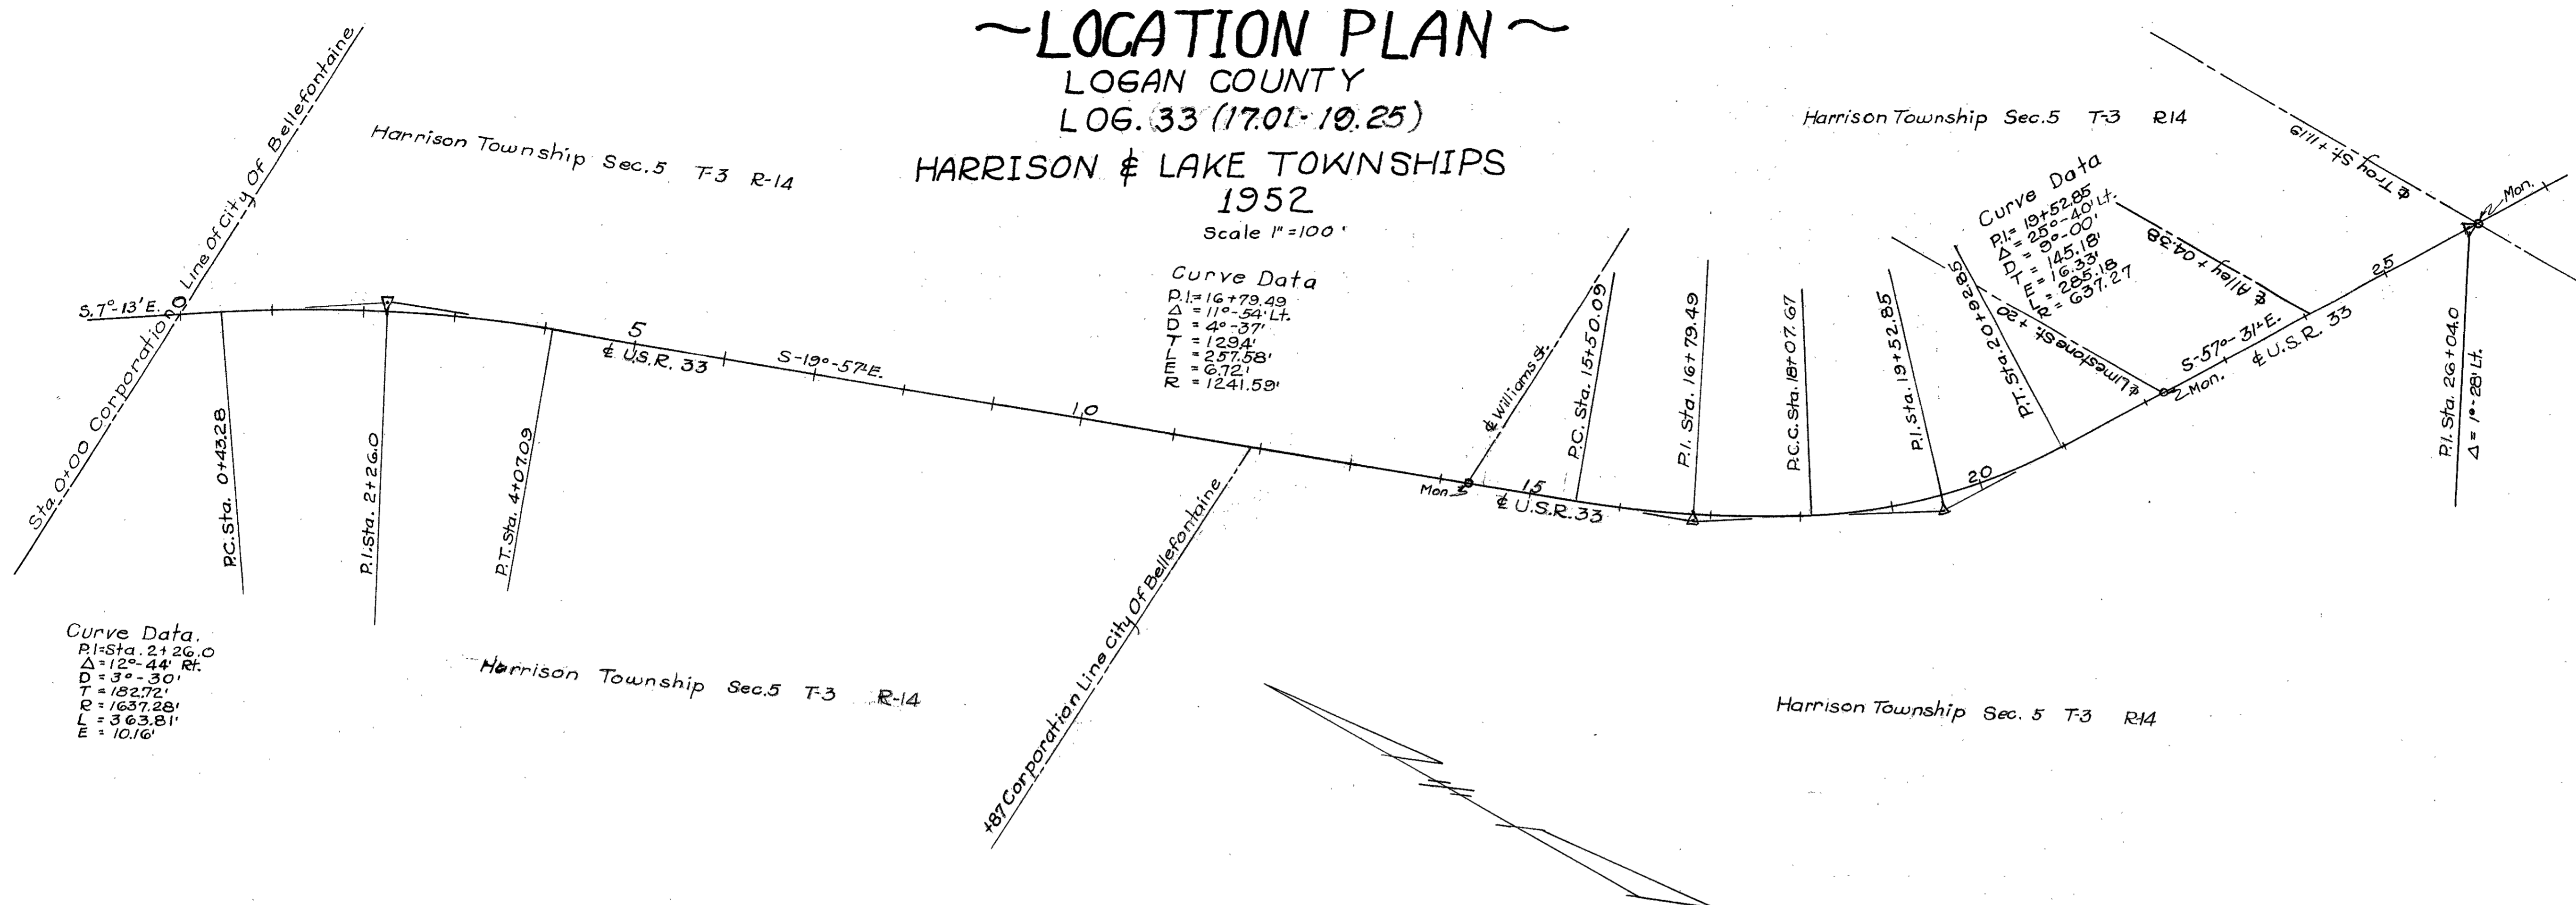 ~LOCATION PLAN~
LOGAN COUNTY
LOG. 33 (17.01-19.25)
HARRISON & LAKE TOWNSHIPS
1952
Scale 1"=100'
Sta. 0+00 Corporation Line Of City Of Bellefontaine
Harrison Township Sec.5 T-3 R-14
Harrison Township Sec.5 T-3 R14
S.7°-13'E.
P.C. Sta. 0+43.28
P.I. Sta. 2+26.0
P.T. Sta. 4+07.09
5
℄ U.S.R. 33
S-19°-57'E.
10
Curve Data
P.I.=16+79.49
Δ = 11°-54' Lt.
D = 4°-37'
T = 129.4'
L = 257.58'
E = 6.72'
R = 1241.59'
+87 Corporation Line City Of Bellefontaine
Mon.
℄ Williams St.
15
℄ U.S.R. 33
P.C. Sta. 15+50.09
P.I. Sta. 16+79.49
P.C.C. Sta. 18+07.67
P.I. Sta. 19+52.85
P.T. Sta. 20+92.85
20
Curve Data
P.I.= 19+52.85
Δ = 25°-40' Lt.
D = 9°-00'
T = 145.18'
E = 16.33'
L = 285.18
R = 637.27
℄ Limestone St. +20
Mon.
℄ Alley +04.38
S-57°-31'E.
℄ U.S.R. 33
25
℄ Troy St. +11.19
Mon.
P.I. Sta. 26+04.0
Δ = 1°-28' Lt.
Curve Data.
P.I=Sta. 2+26.0
Δ = 12°-44' Rt.
D = 3°-30'
T = 182.72'
R = 1637.28'
L = 363.81'
E = 10.16'
Harrison Township Sec.5 T-3 R-14
Harrison Township Sec. 5 T-3 R-14